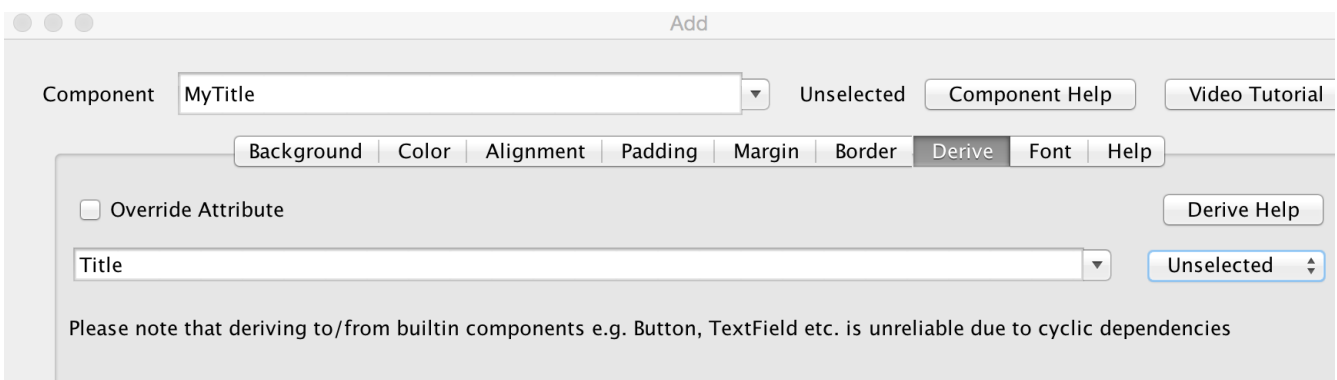 Add
Component MyTitle Unselected Component Help Video Tutorial
Background Color Alignment Padding Margin Border Derive Font Help
Override Attribute Derive Help
Title Unselected
Please note that deriving to/from builtin components e.g. Button, TextField etc. is unreliable due to cyclic dependencies